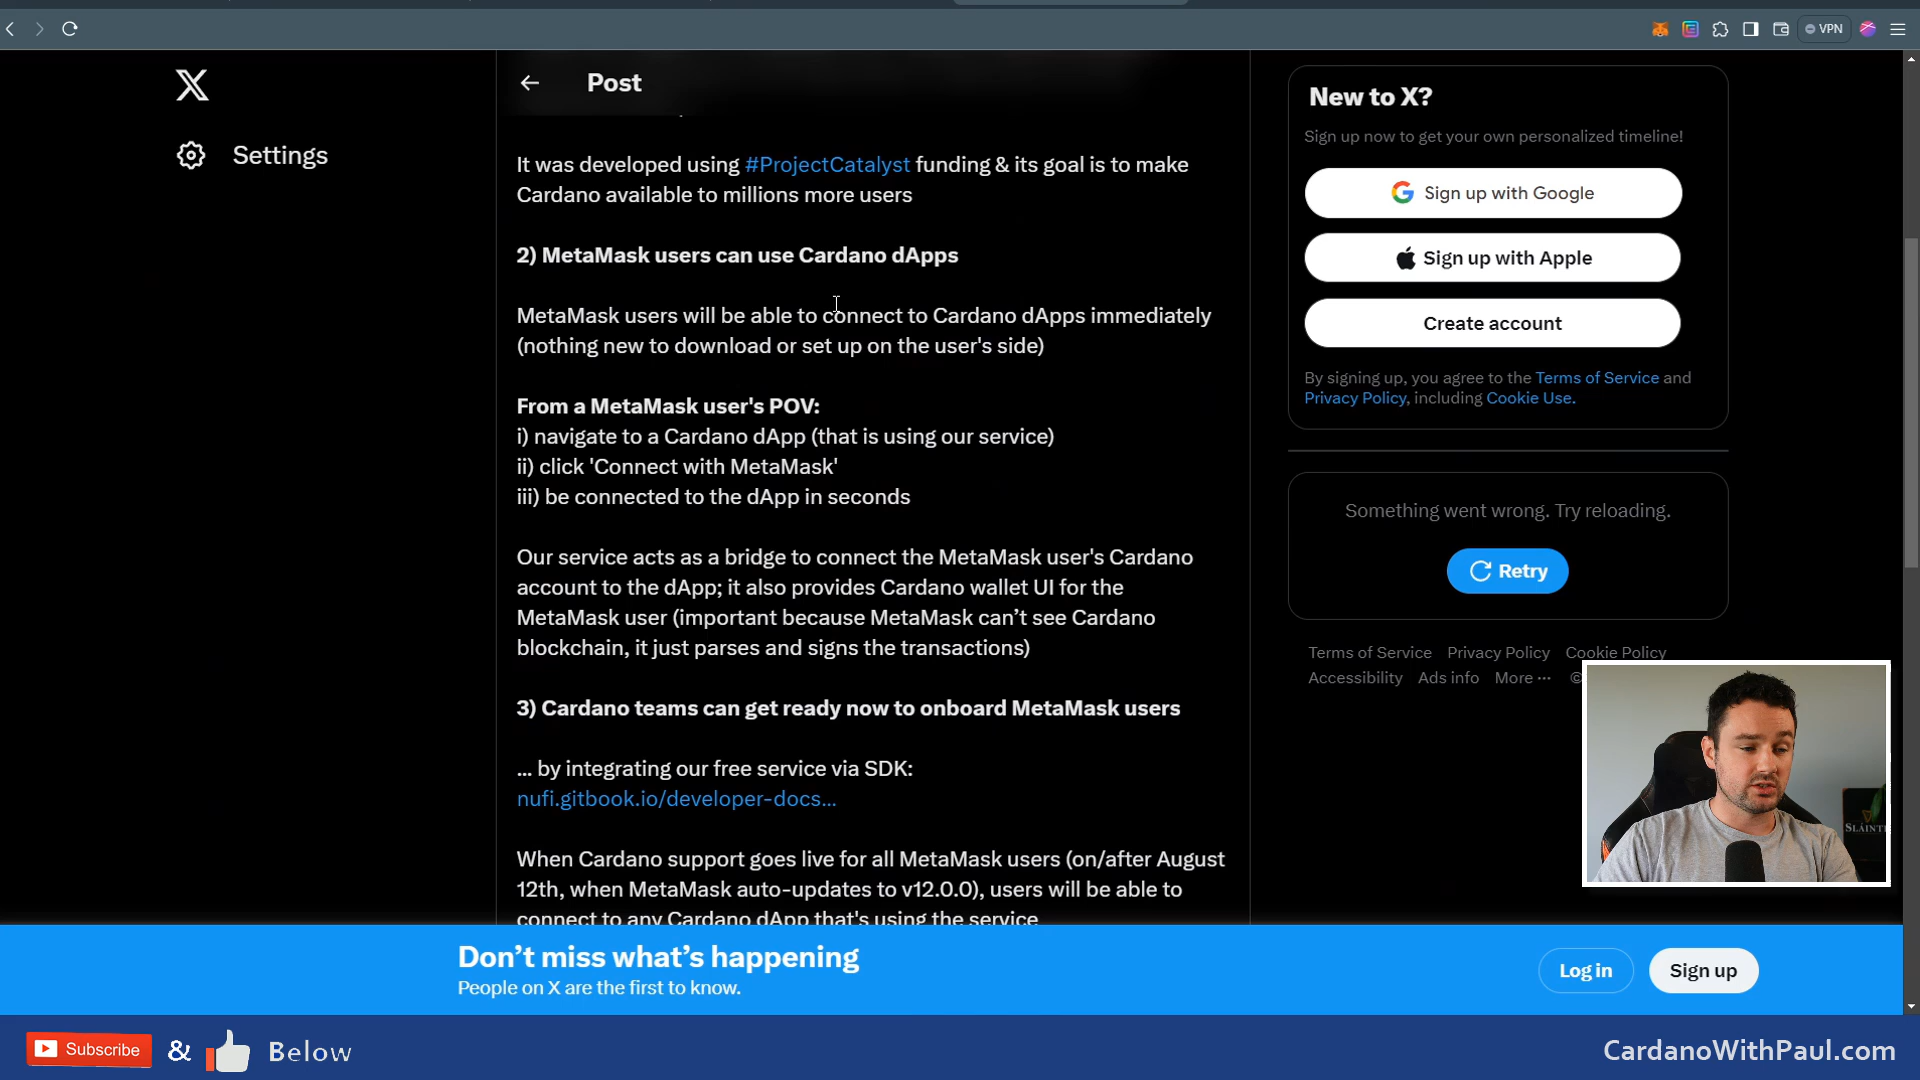 VPN
Post
Settings
It was developed using #ProjectCatalyst funding & its goal is to make
Cardano available to millions more users
2) MetaMask users can use Cardano dApps
MetaMask users will be able to connect to Cardano dApps immediately
(nothing new to download or set up on the user's side)
From a MetaMask user's POV:
i) navigate to a Cardano dApp (that is using our service)
ii) click 'Connect with MetaMask'
iii) be connected to the dApp in seconds
Our service acts as a bridge to connect the MetaMask user's Cardano
account to the dApp; it also provides Cardano wallet UI for the
MetaMask user (important because MetaMask can’t see Cardano
blockchain, it just parses and signs the transactions)
3) Cardano teams can get ready now to onboard MetaMask users
... by integrating our free service via SDK:
nufi.gitbook.io/developer-docs…
When Cardano support goes live for all MetaMask users (on/after August
12th, when MetaMask auto-updates to v12.0.0), users will be able to
connect to any Cardano dApp that's using the service
New to X?
Sign up now to get your own personalized timeline!
Sign up with Google
Sign up with Apple
Create account
By signing up, you agree to the Terms of Service and
Privacy Policy, including Cookie Use.
Something went wrong. Try reloading.
Retry
Terms of Service Privacy Policy Cookie Policy
Accessibility Ads info More ··· ©
SLÁINT
Don’t miss what’s happening
People on X are the first to know.
Log in
Sign up
Subscribe & Below
CardanoWithPaul.com